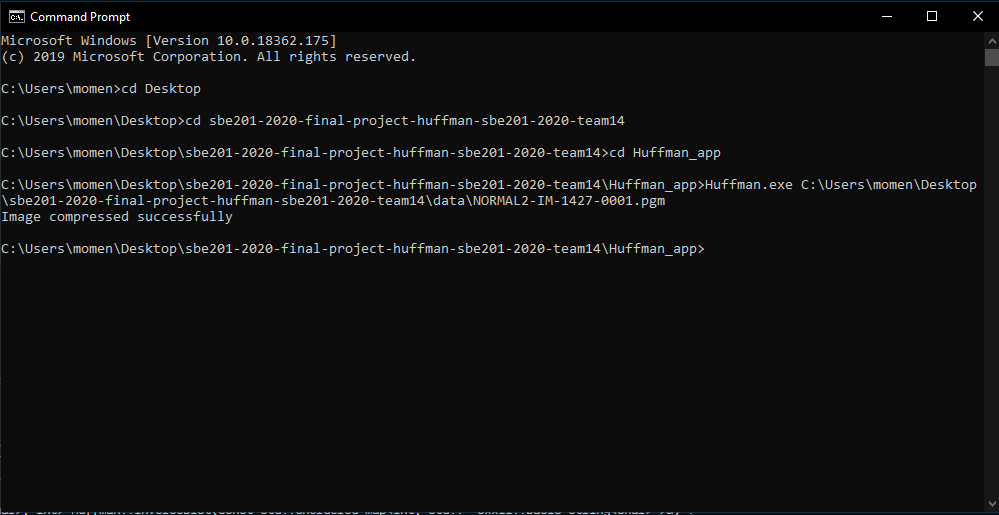 Command Prompt
Microsoft Windows [Version 10.0.18362.175]
(c) 2019 Microsoft Corporation. All rights reserved.
C:\Users\momen>cd Desktop
C:\Users\momen\Desktop>cd sbe201-2020-final-project-huffman-sbe201-2020-team14
C:\Users\momen\Desktop\sbe201-2020-final-project-huffman-sbe201-2020-team14>cd Huffman_app
C:\Users\momen\Desktop\sbe201-2020-final-project-huffman-sbe201-2020-team14\Huffman_app>Huffman.exe C:\Users\momen\Desktop
\sbe201-2020-final-project-huffman-sbe201-2020-team14\data\NORMAL2-IM-1427-0001.pgm
Image compressed successfully
C:\Users\momen\Desktop\sbe201-2020-final-project-huffman-sbe201-2020-team14\Huffman_app>